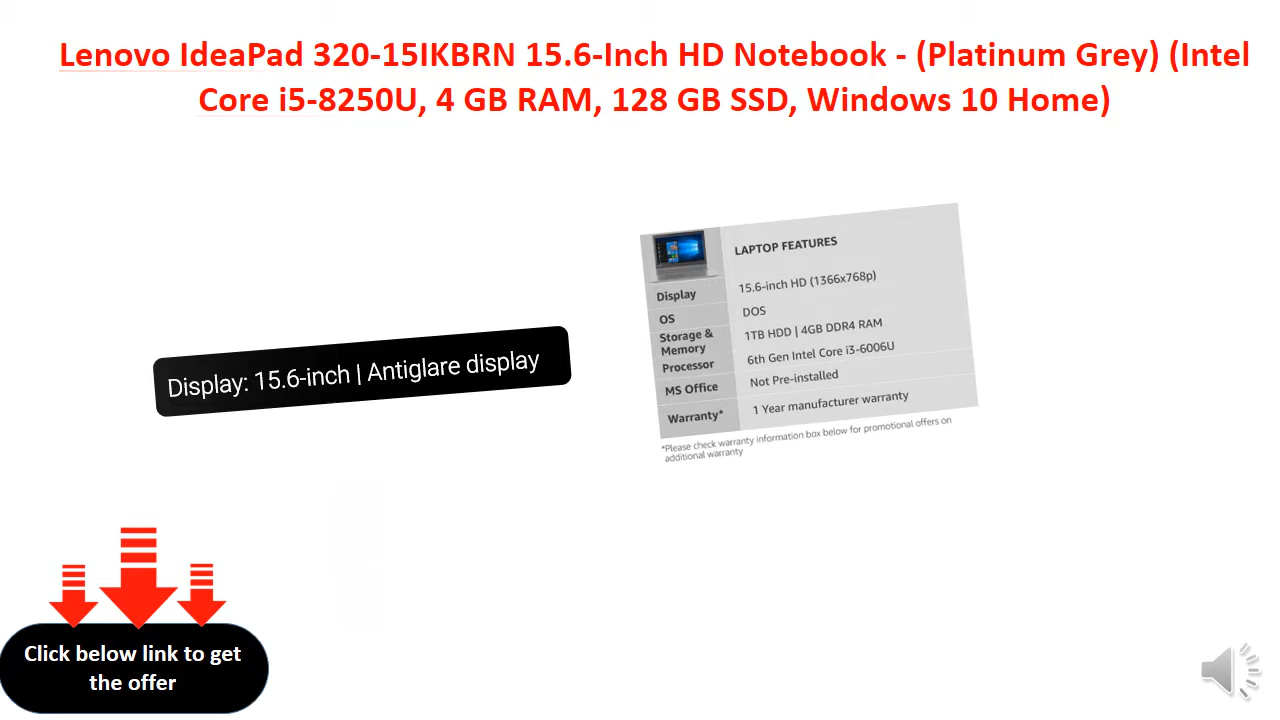 Lenovo IdeaPad 320-15IKBRN 15.6-Inch HD Notebook - (Platinum Grey) (Intel
Core i5-8250U, 4 GB RAM, 128 GB SSD, Windows 10 Home)
LAPTOP FEATURES
Display 15.6-inch HD (1366x768p)
OS DOS
Storage & Memory 1TB HDD | 4GB DDR4 RAM
Processor 6th Gen Intel Core i3-6006U
MS Office Not Pre-installed
Warranty* 1 Year manufacturer warranty
*Please check warranty information box below for promotional offers on
additional warranty
Display: 15.6-inch | Antiglare display
Click below link to get
the offer